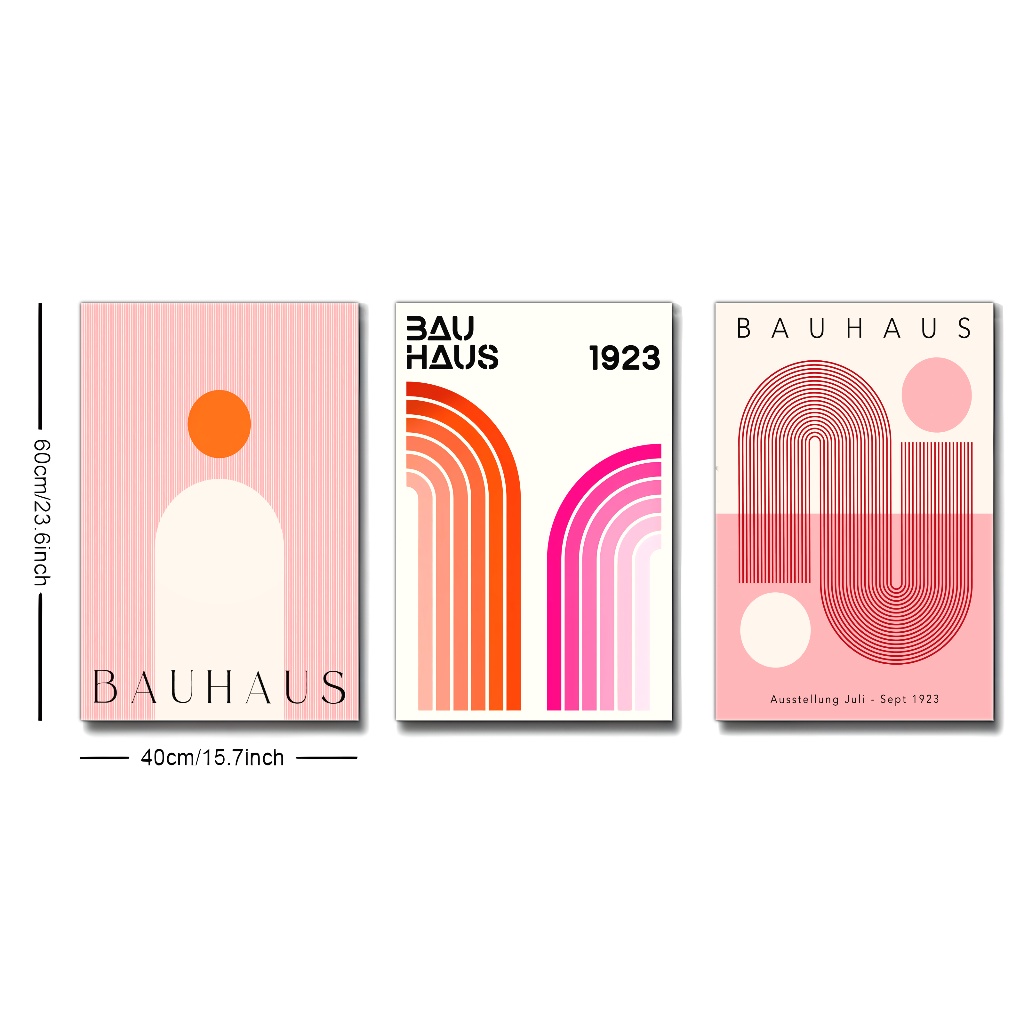 60cm/23.6inch
BAUHAUS
40cm/15.7inch
BAU
HAUS
1923
BAUHAUS
Ausstellung Juli - Sept 1923